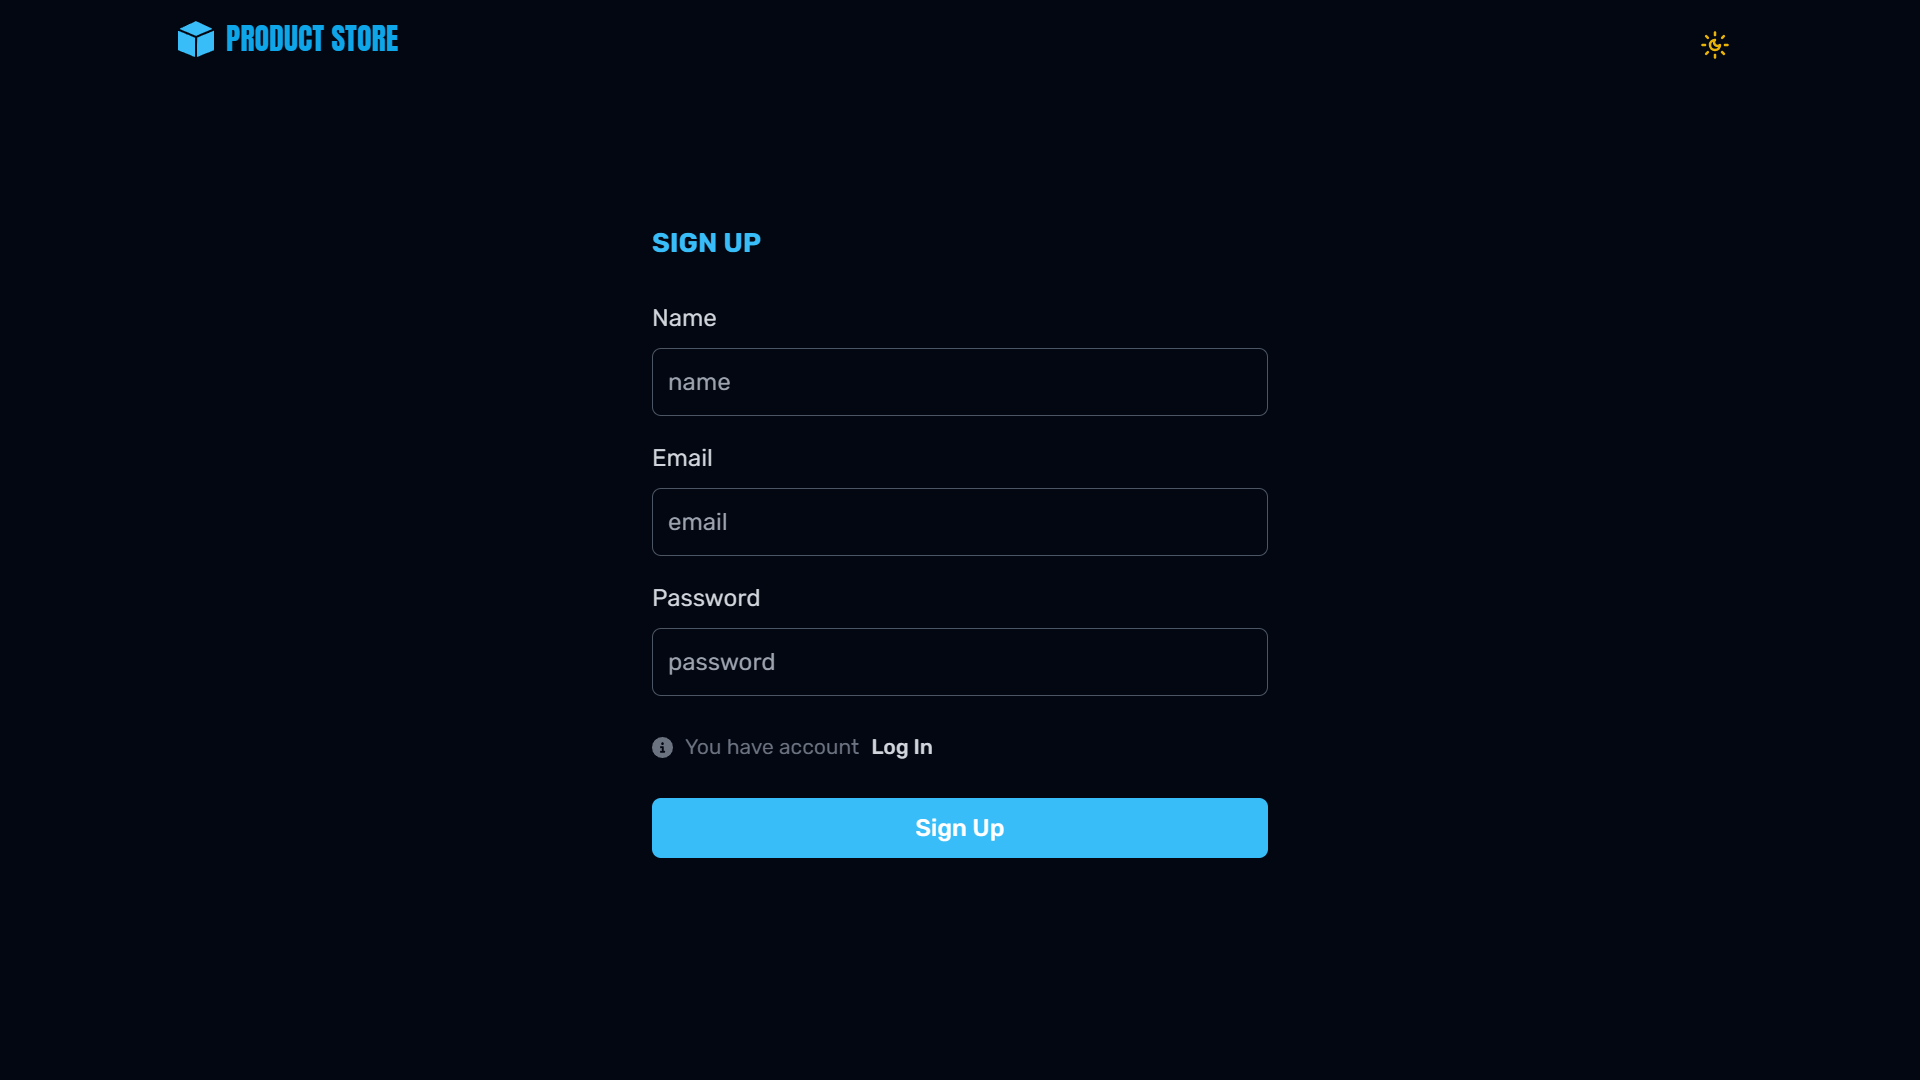 PRODUCT STORE
SIGN UP
Name
name
Email
email
Password
password
You have account Log In
Sign Up